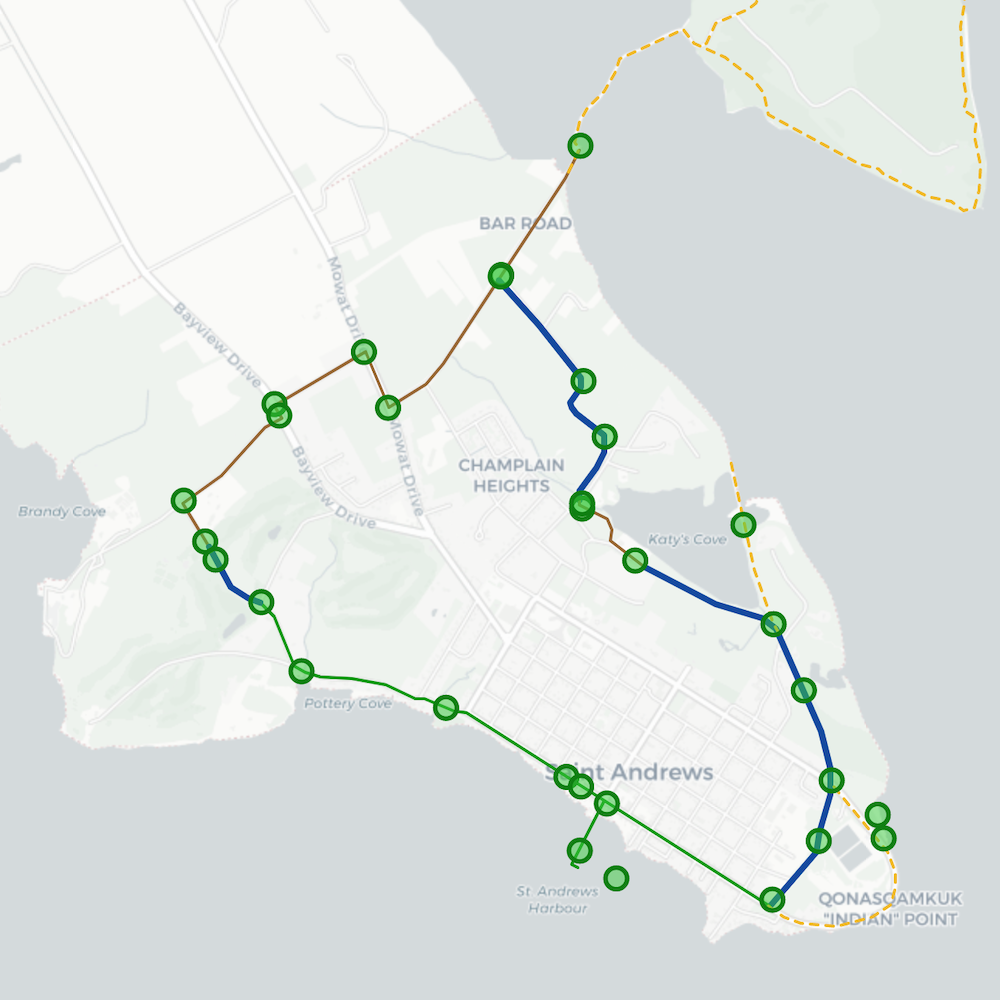 BAR ROAD
Mowat Drive
Bayview Drive
Mowat Drive
Bayview Drive
CHAMPLAIN
HEIGHTS
Brandy Cove
Katy's Cove
Pottery Cove
Saint Andrews
St. Andrews
Harbour
QONASQAMKUK
"INDIAN" POINT